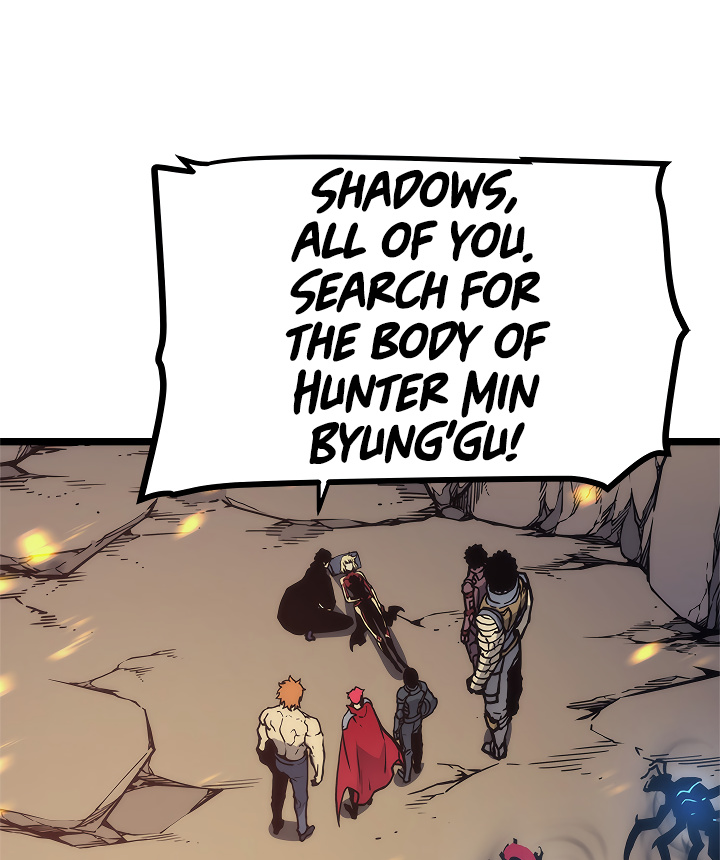 SHADOWS,
ALL OF YOU.
SEARCH FOR
THE BODY OF
HUNTER MIN
BYUNG'GU!